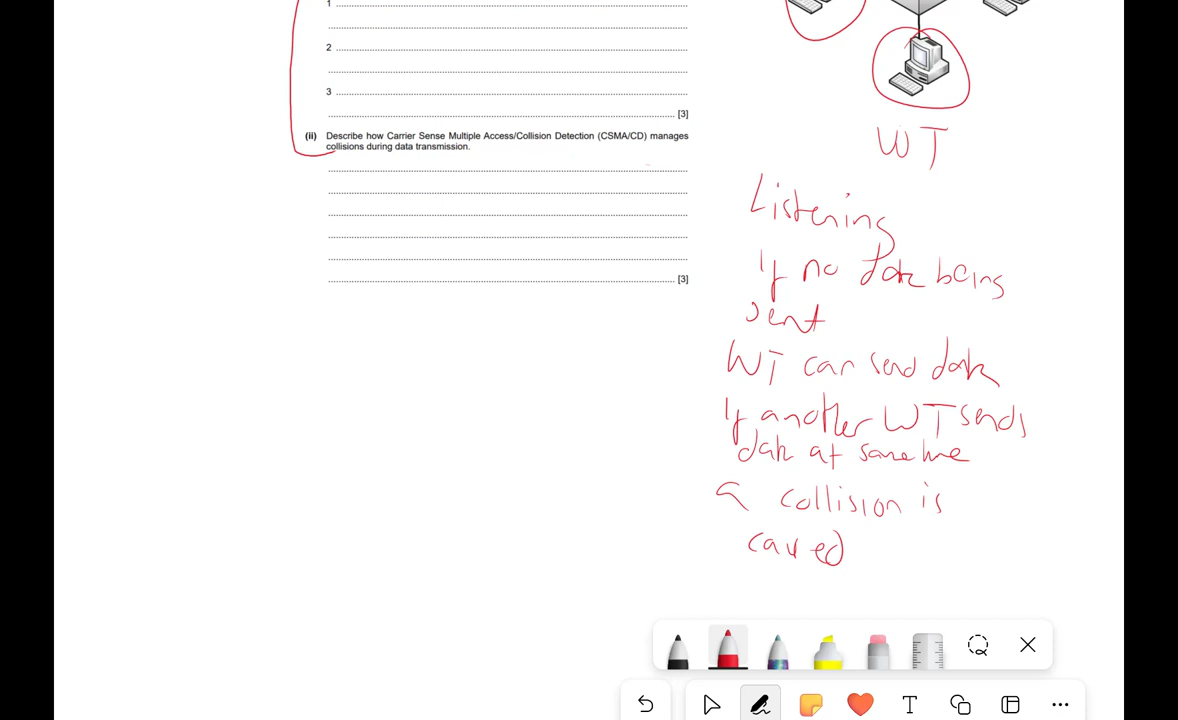 1 ........................................................
........................................................
2 ........................................................
........................................................
3 ........................................................
........................................................ [3]
(ii) Describe how Carrier Sense Multiple Access/Collision Detection (CSMA/CD) manages
collisions during data transmission.
........................................................
........................................................
........................................................
........................................................
........................................................
........................................................ [3]
WT
Listening
If no data being
sent
WT can send data
If another WT sends
data at same time
a collision is
caused
T